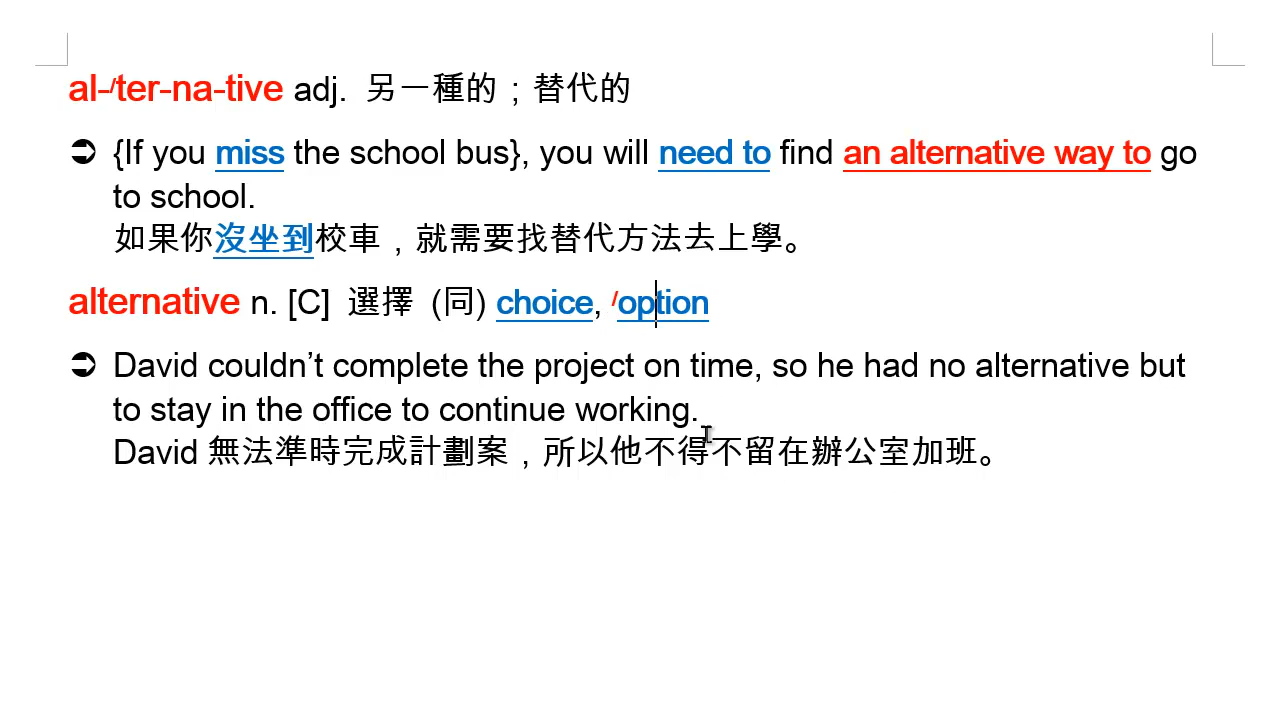 al-/ter-na-tive adj. 另一種的；替代的
➲ {If you miss the school bus}, you will need to find an alternative way to go
to school.
如果你沒坐到校車，就需要找替代方法去上學。
alternative n. [C] 選擇 (同) choice, /option
➲ David couldn’t complete the project on time, so he had no alternative but
to stay in the office to continue working.
David 無法準時完成計劃案，所以他不得不留在辦公室加班。